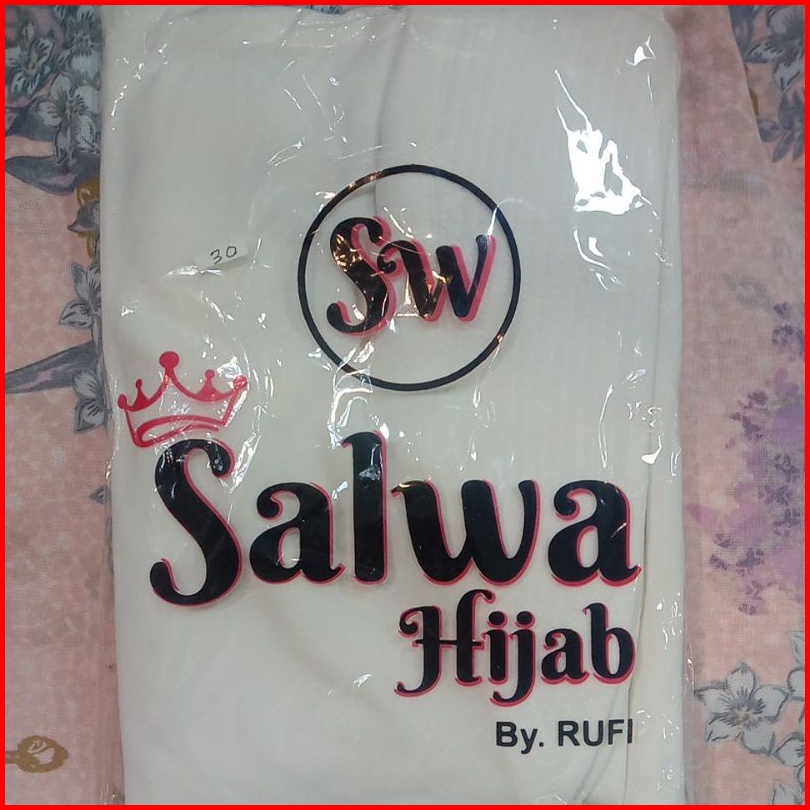 30
SW
Salwa
Hijab
By. RUFI